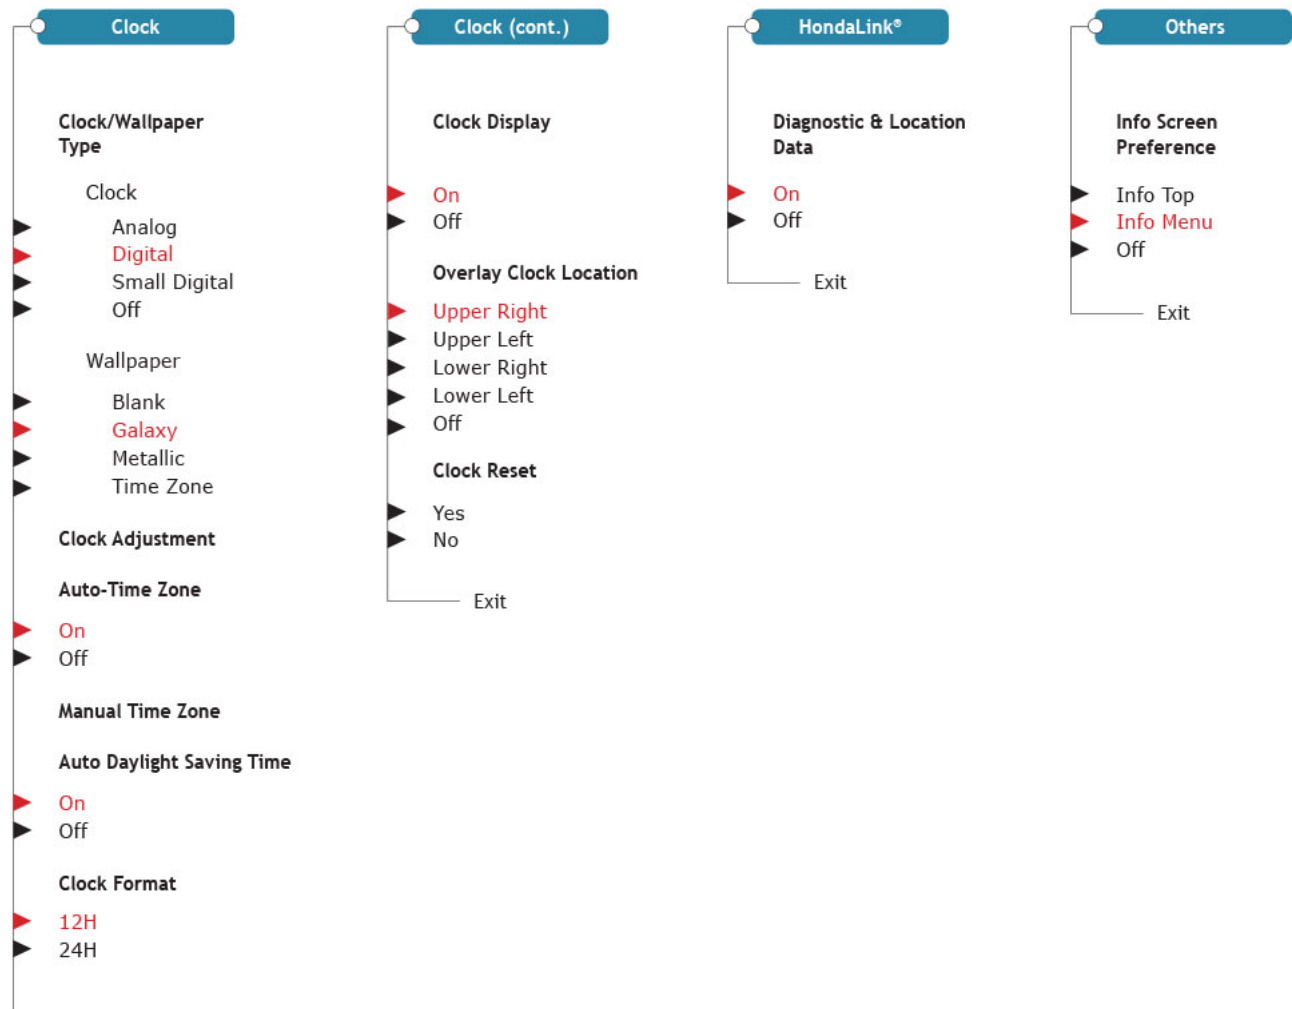 Clock
Clock/Wallpaper
Type
Clock
Analog
Digital
Small Digital
Off
Wallpaper
Blank
Galaxy
Metallic
Time Zone
Clock Adjustment
Auto-Time Zone
On
Off
Manual Time Zone
Auto Daylight Saving Time
On
Off
Clock Format
12H
24H
Clock (cont.)
Clock Display
On
Off
Overlay Clock Location
Upper Right
Upper Left
Lower Right
Lower Left
Off
Clock Reset
Yes
No
Exit
HondaLink®
Diagnostic & Location
Data
On
Off
Exit
Others
Info Screen
Preference
Info Top
Info Menu
Off
Exit